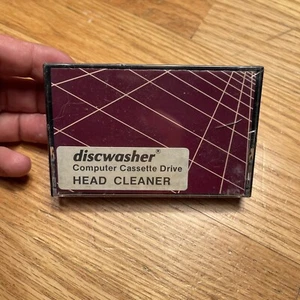 discwasher®
Computer Cassette Drive
HEAD CLEANER